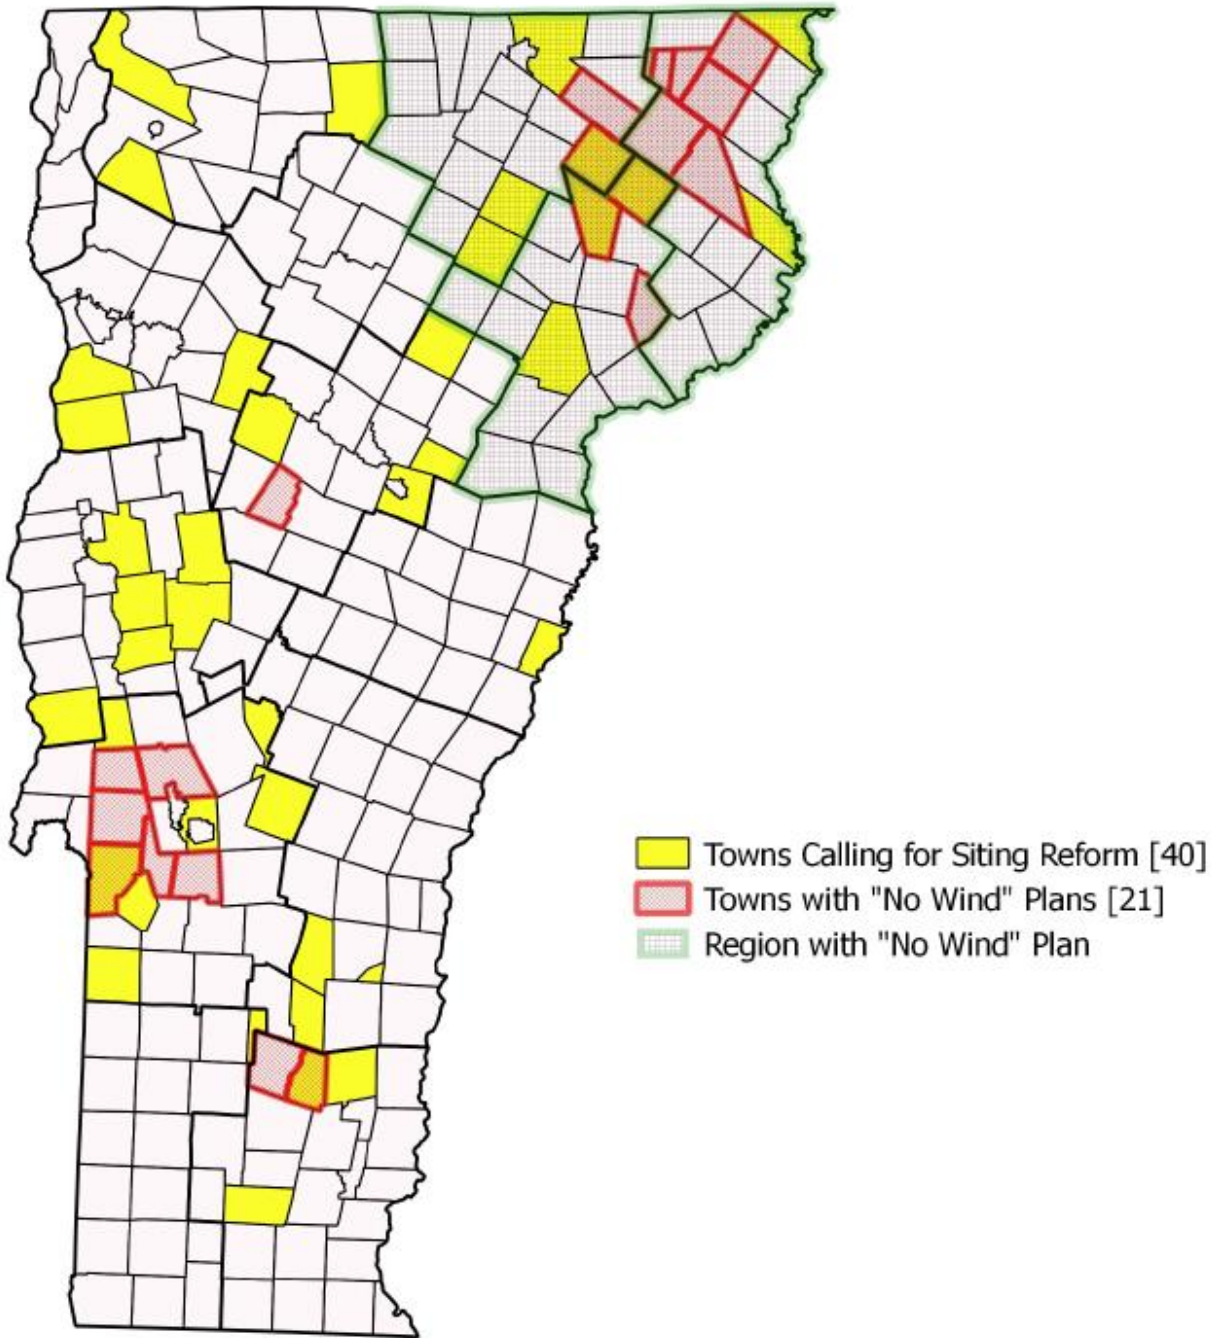 Towns Calling for Siting Reform [40]
Towns with "No Wind" Plans [21]
Region with "No Wind" Plan